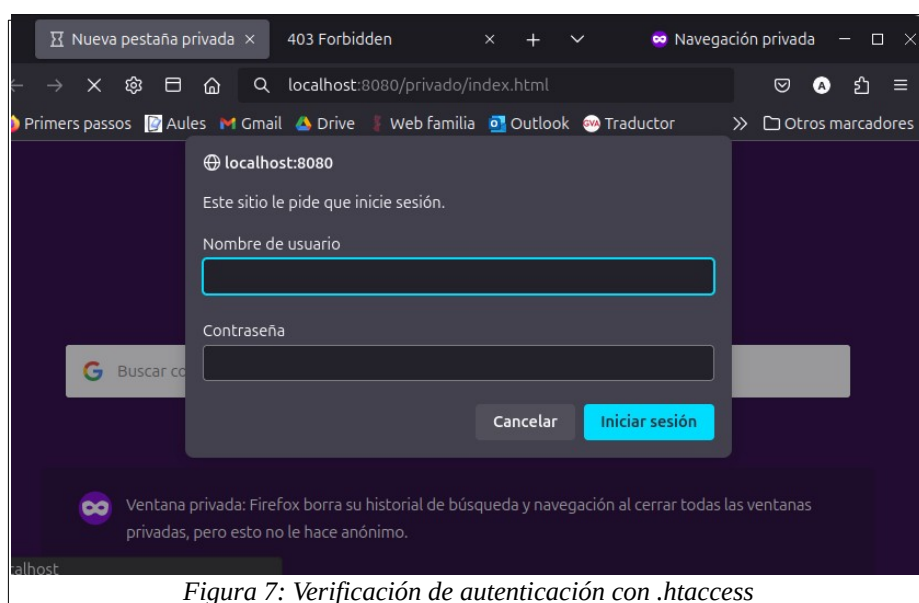 Nueva pestaña privada
403 Forbidden
Navegación privada
localhost:8080/privado/index.html
Primers passos Aules Gmail Drive Web familia Outlook GVA Traductor Otros marcadores
localhost:8080
Este sitio le pide que inicie sesión.
Nombre de usuario
Contraseña
G Buscar
Cancelar Iniciar sesión
Ventana privada: Firefox borra su historial de búsqueda y navegación al cerrar todas las ventanas
privadas, pero esto no le hace anónimo.
Figura 7: Verificación de autenticación con .htaccess